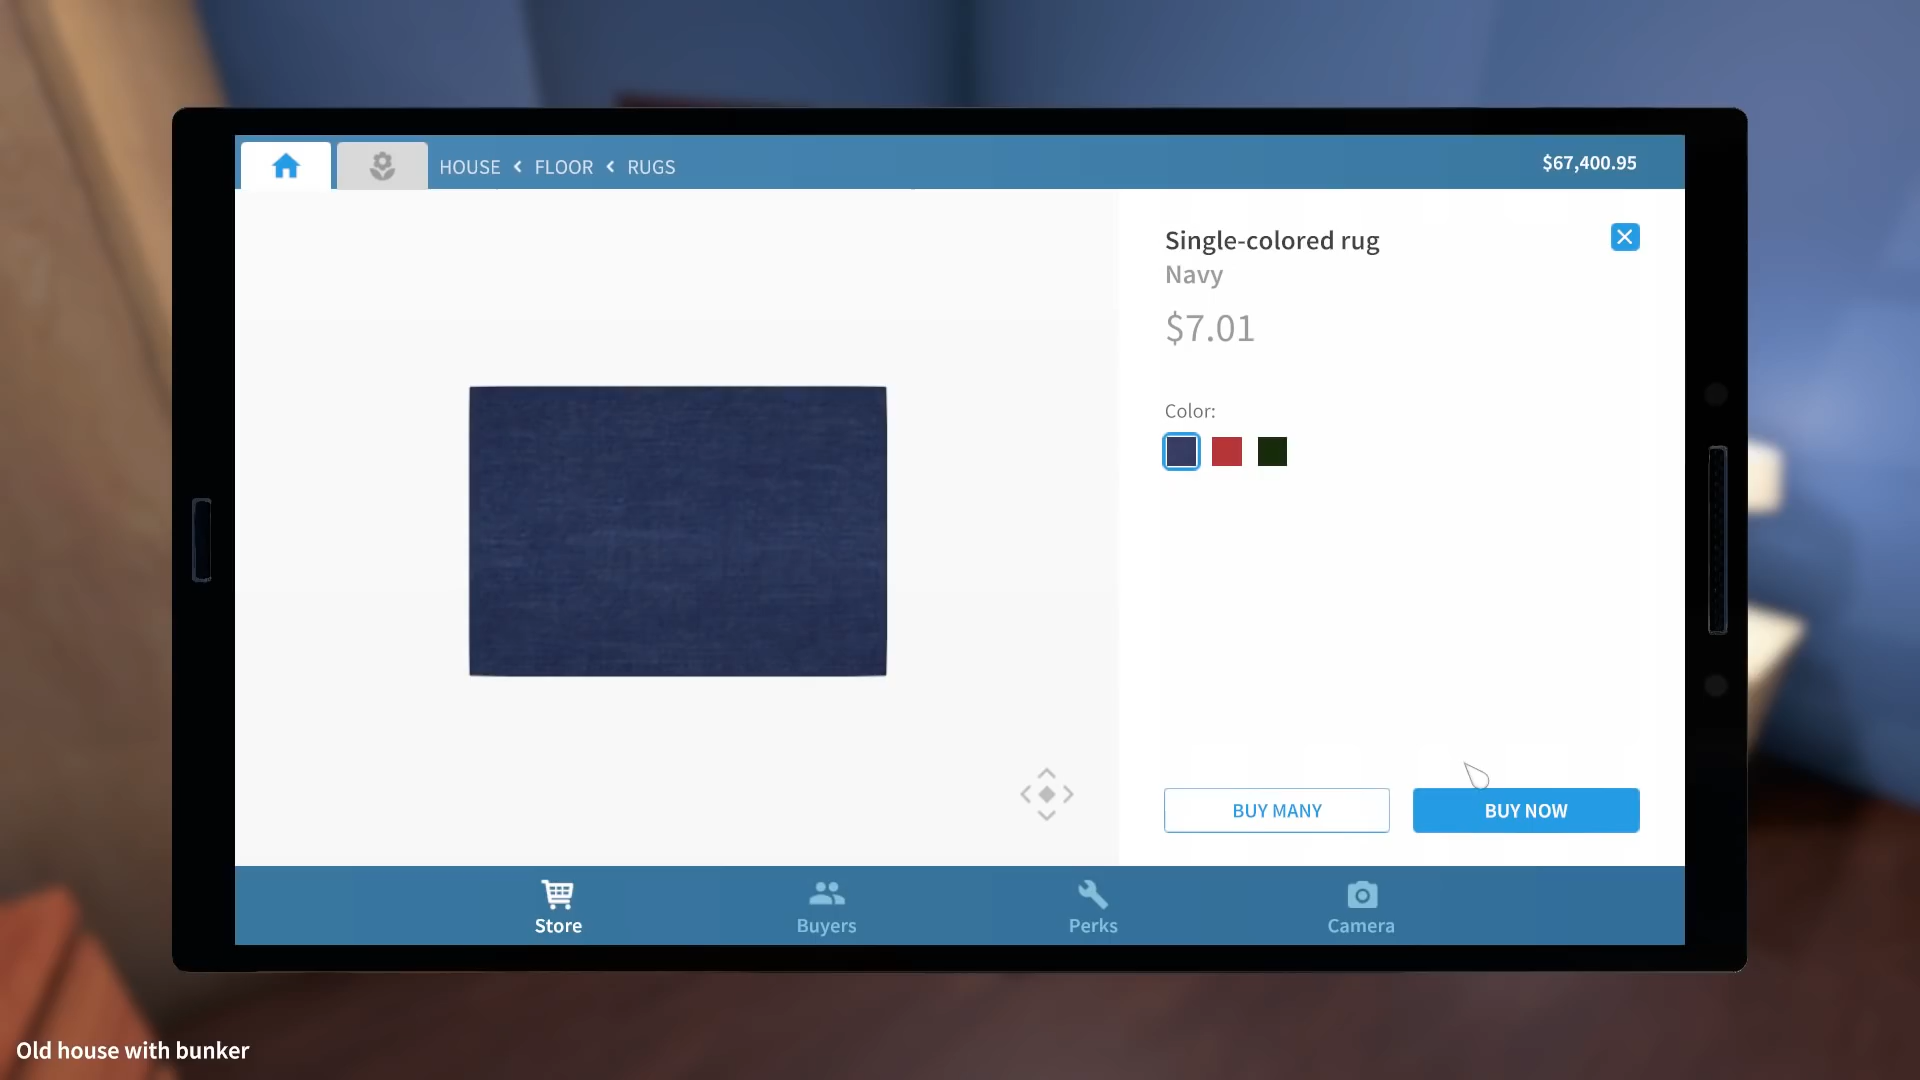 HOUSE < FLOOR < RUGS
$67,400.95
Single-colored rug
Navy
$7.01
Color:
BUY MANY
BUY NOW
Store
Buyers
Perks
Camera
Old house with bunker